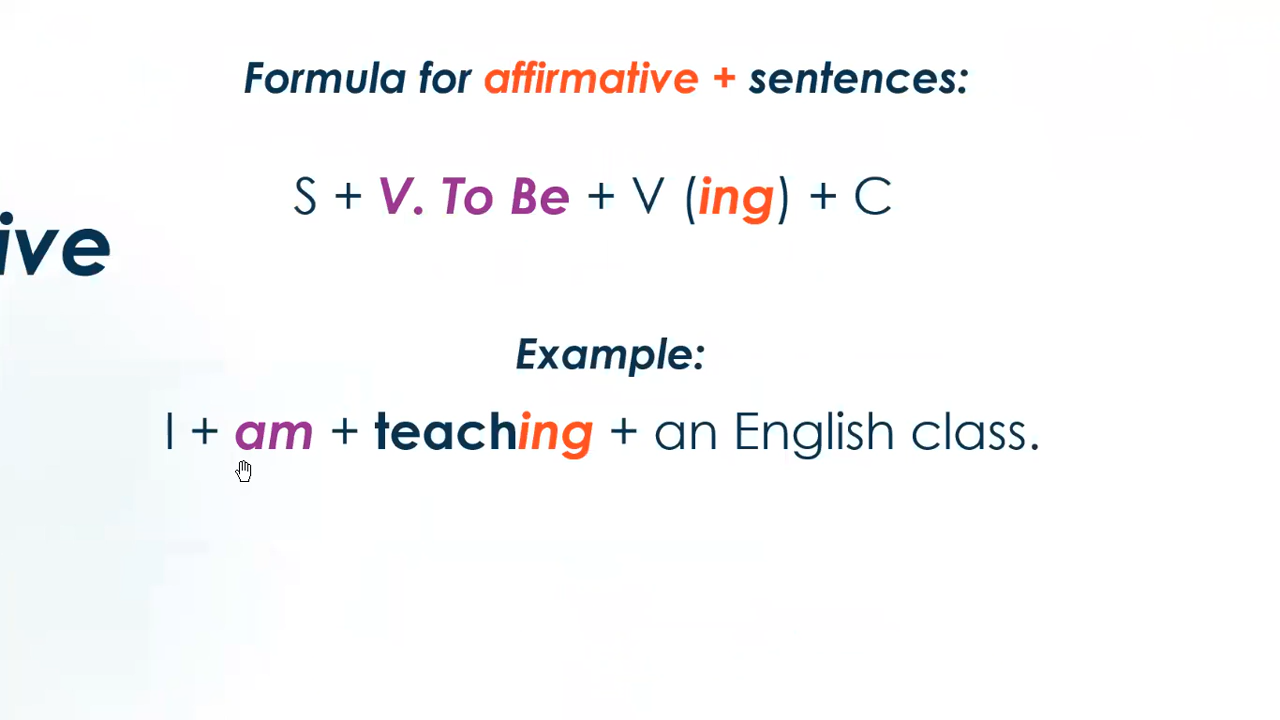 Formula for affirmative + sentences:
S + V. To Be + V (ing) + C
ive
Example:
I + am + teaching + an English class.